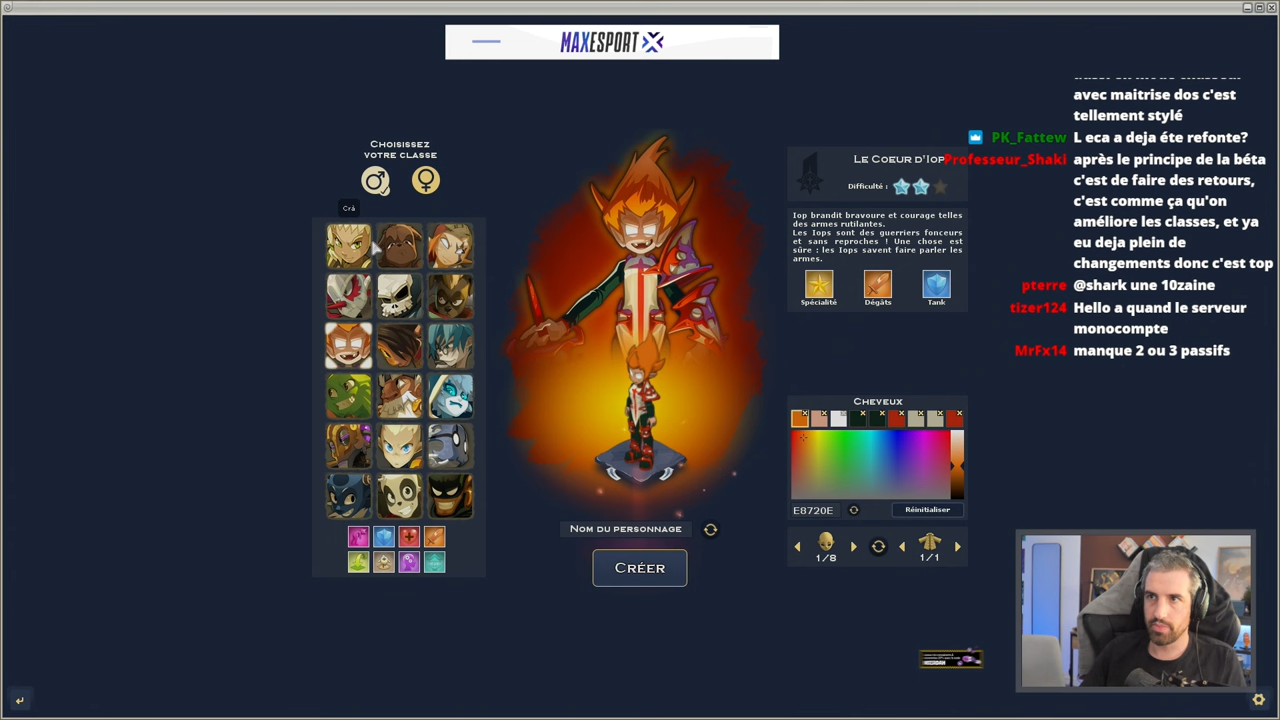 MAXESPORT
CHOISISSEZ
VOTRE CLASSE
Crâ
LE COEUR D'IOP
Difficulté :
Iop brandit bravoure et courage telles
des armes rutilantes.
Les Iops sont des guerriers fonceurs
et sans reproches ! Une chose est
sûre : les Iops savent faire parler les
armes.
Spécialité
Dégâts
Tank
CHEVEUX
E8720E
Réinitialiser
1/8
1/1
NOM DU PERSONNAGE
CRÉER
avec maitrise dos c'est
tellement stylé
PK_Fattew L eca a deja éte refonte?
Professeur_Shaki après le principe de la béta
c'est de faire des retours,
c'est comme ça qu'on
améliore les classes, et ya
eu deja plein de
changements donc c'est top
pterre @shark une 10zaine
tizer124 Hello a quand le serveur
monocompte
MrFx14 manque 2 ou 3 passifs